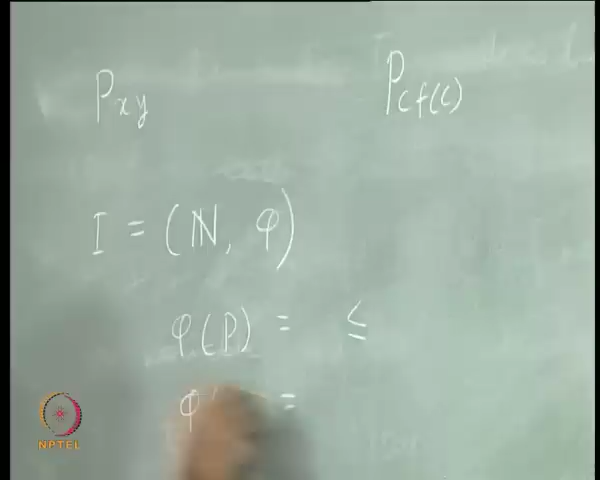 Pxy Pcf(c)
I = (ℕ, φ)
φ(P) = ≤
φ =
NPTEL